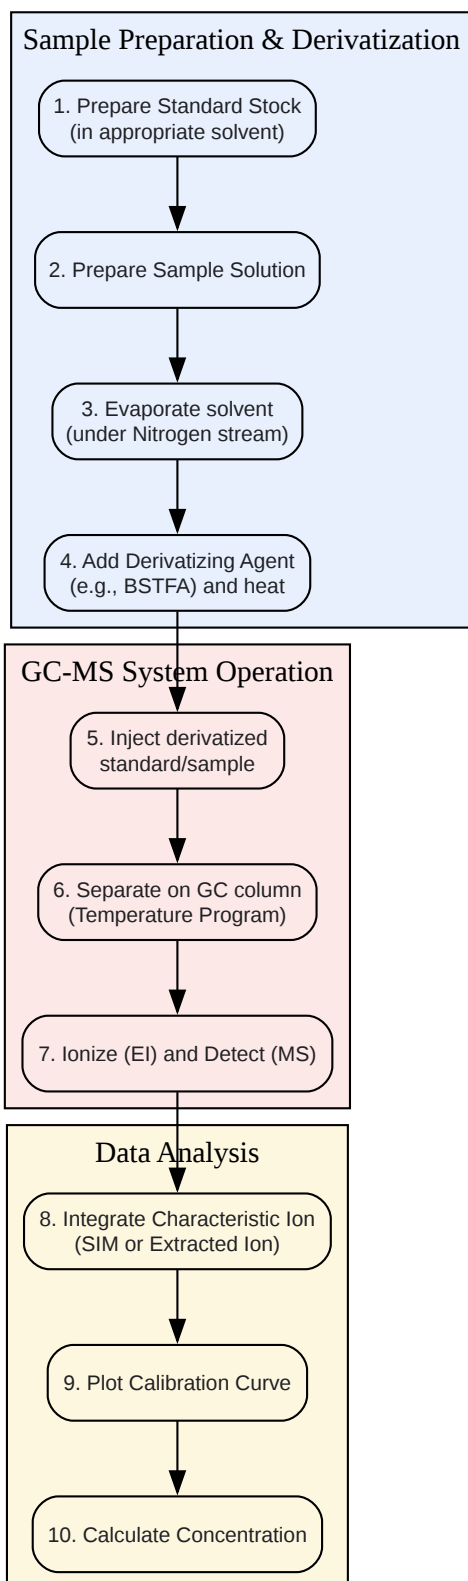 Sample Preparation & Derivatization
1. Prepare Standard Stock
(in appropriate solvent)
2. Prepare Sample Solution
3. Evaporate solvent
(under Nitrogen stream)
4. Add Derivatizing Agent
(e.g., BSTFA) and heat
GC-MS System Operation
5. Inject derivatized
standard/sample
6. Separate on GC column
(Temperature Program)
7. Ionize (EI) and Detect (MS)
Data Analysis
8. Integrate Characteristic Ion
(SIM or Extracted Ion)
9. Plot Calibration Curve
10. Calculate Concentration